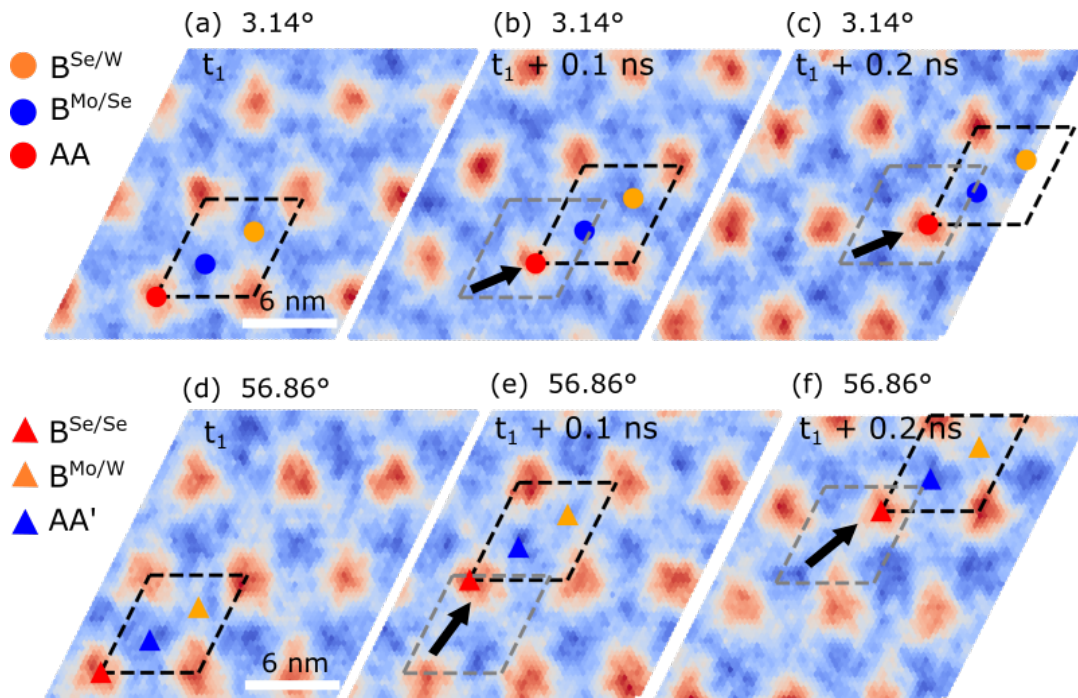 (a) 3.14°
(b) 3.14°
(c) 3.14°
B^Se/W
B^Mo/Se
AA
t₁
t₁ + 0.1 ns
t₁ + 0.2 ns
6 nm
(d) 56.86°
(e) 56.86°
(f) 56.86°
B^Se/Se
B^Mo/W
AA'
t₁
t₁ + 0.1 ns
t₁ + 0.2 ns
6 nm